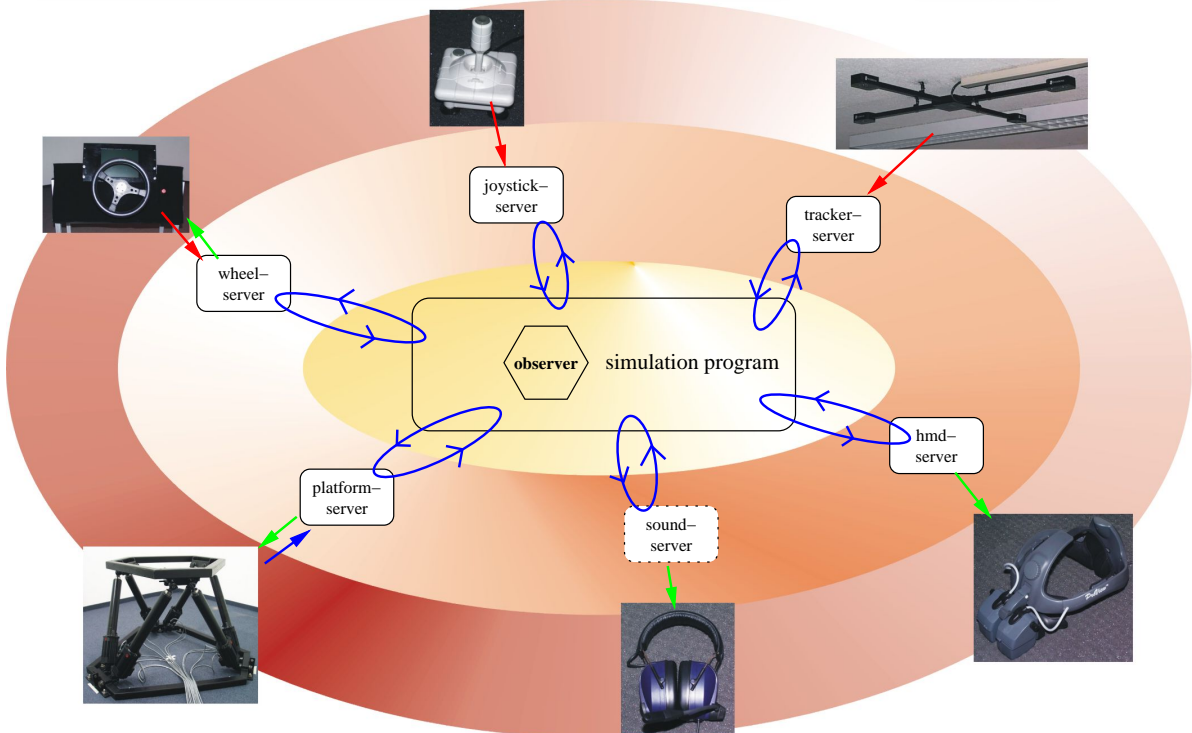 joystick–
server
tracker–
server
wheel–
server
observer
simulation program
hmd–
server
platform–
server
sound–
server